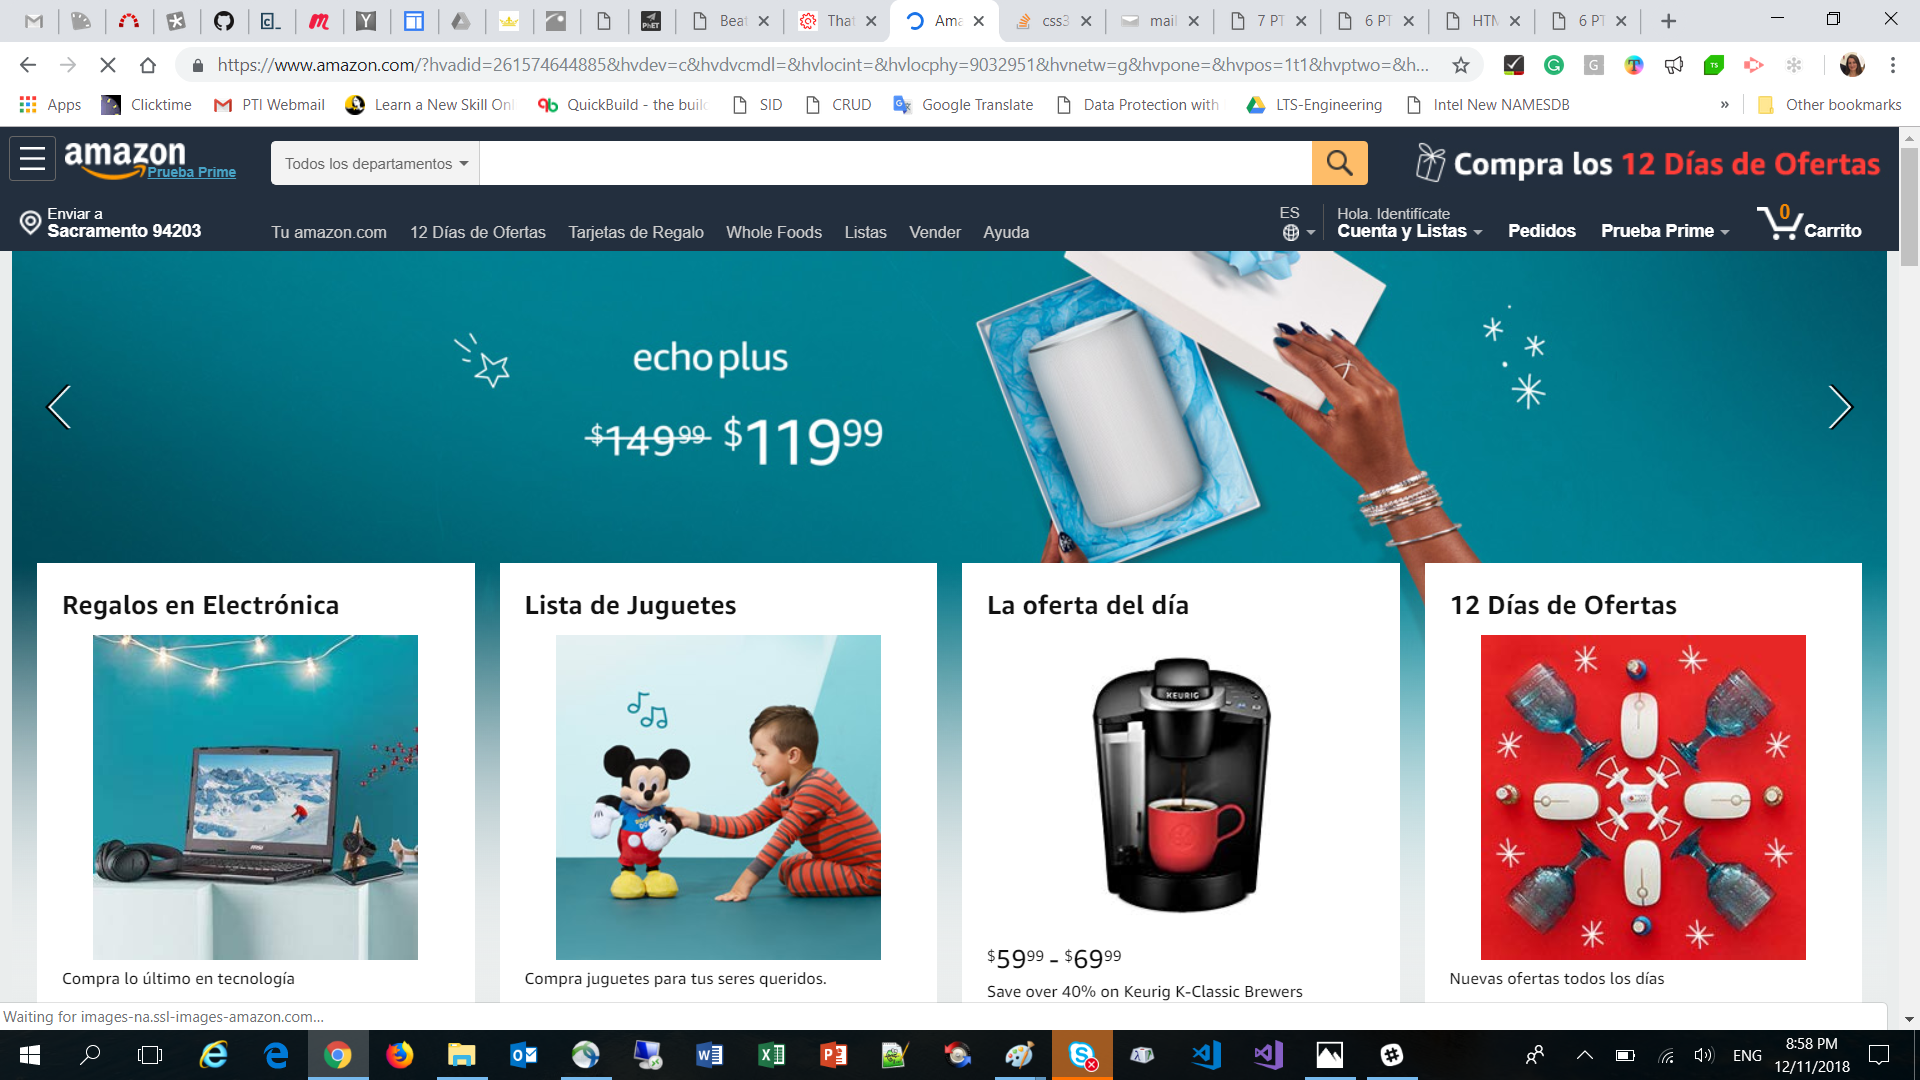 Beat
That
Ama
css3
mail
7 PT
6 PT
HTM
6 PT
https://www.amazon.com/?hvadid=261574644885&hvdev=c&hvdvcmdl=&hvlocint=&hvlocphy=9032951&hvnetw=g&hvpone=&hvpos=1t1&hvptwo=&h...
Apps
Clicktime
PTI Webmail
Learn a New Skill Onl
QuickBuild - the build
SID
CRUD
Google Translate
Data Protection with
LTS-Engineering
Intel New NAMESDB
»
Other bookmarks
amazon
Prueba Prime
Todos los departamentos
Compra los 12 Días de Ofertas
Enviar a
Sacramento 94203
Tu amazon.com
12 Días de Ofertas
Tarjetas de Regalo
Whole Foods
Listas
Vender
Ayuda
ES
Hola. Identifícate
Cuenta y Listas
Pedidos
Prueba Prime
0
Carrito
echo plus
$149.99 $119.99
Regalos en Electrónica
Lista de Juguetes
La oferta del día
12 Días de Ofertas
KEURIG
Compra lo último en tecnología
Compra juguetes para tus seres queridos.
$59.99 - $69.99
Save over 40% on Keurig K-Classic Brewers
Nuevas ofertas todos los días
Waiting for images-na.ssl-images-amazon.com...
ENG
8:58 PM
12/11/2018